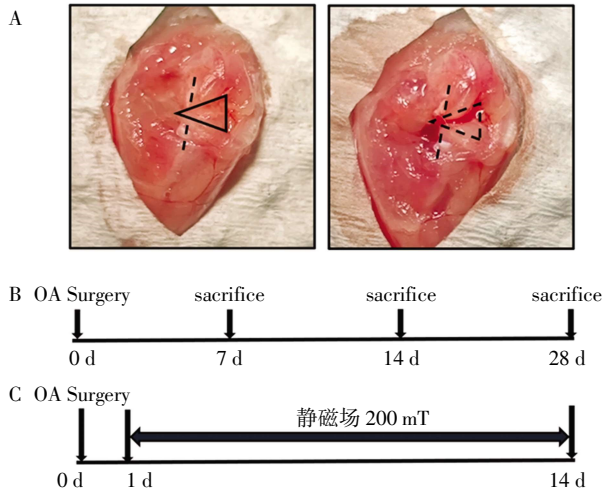 A
B OA Surgery sacrifice sacrifice sacrifice
0 d 7 d 14 d 28 d
C OA Surgery
静磁场 200 mT
0 d 1 d 14 d